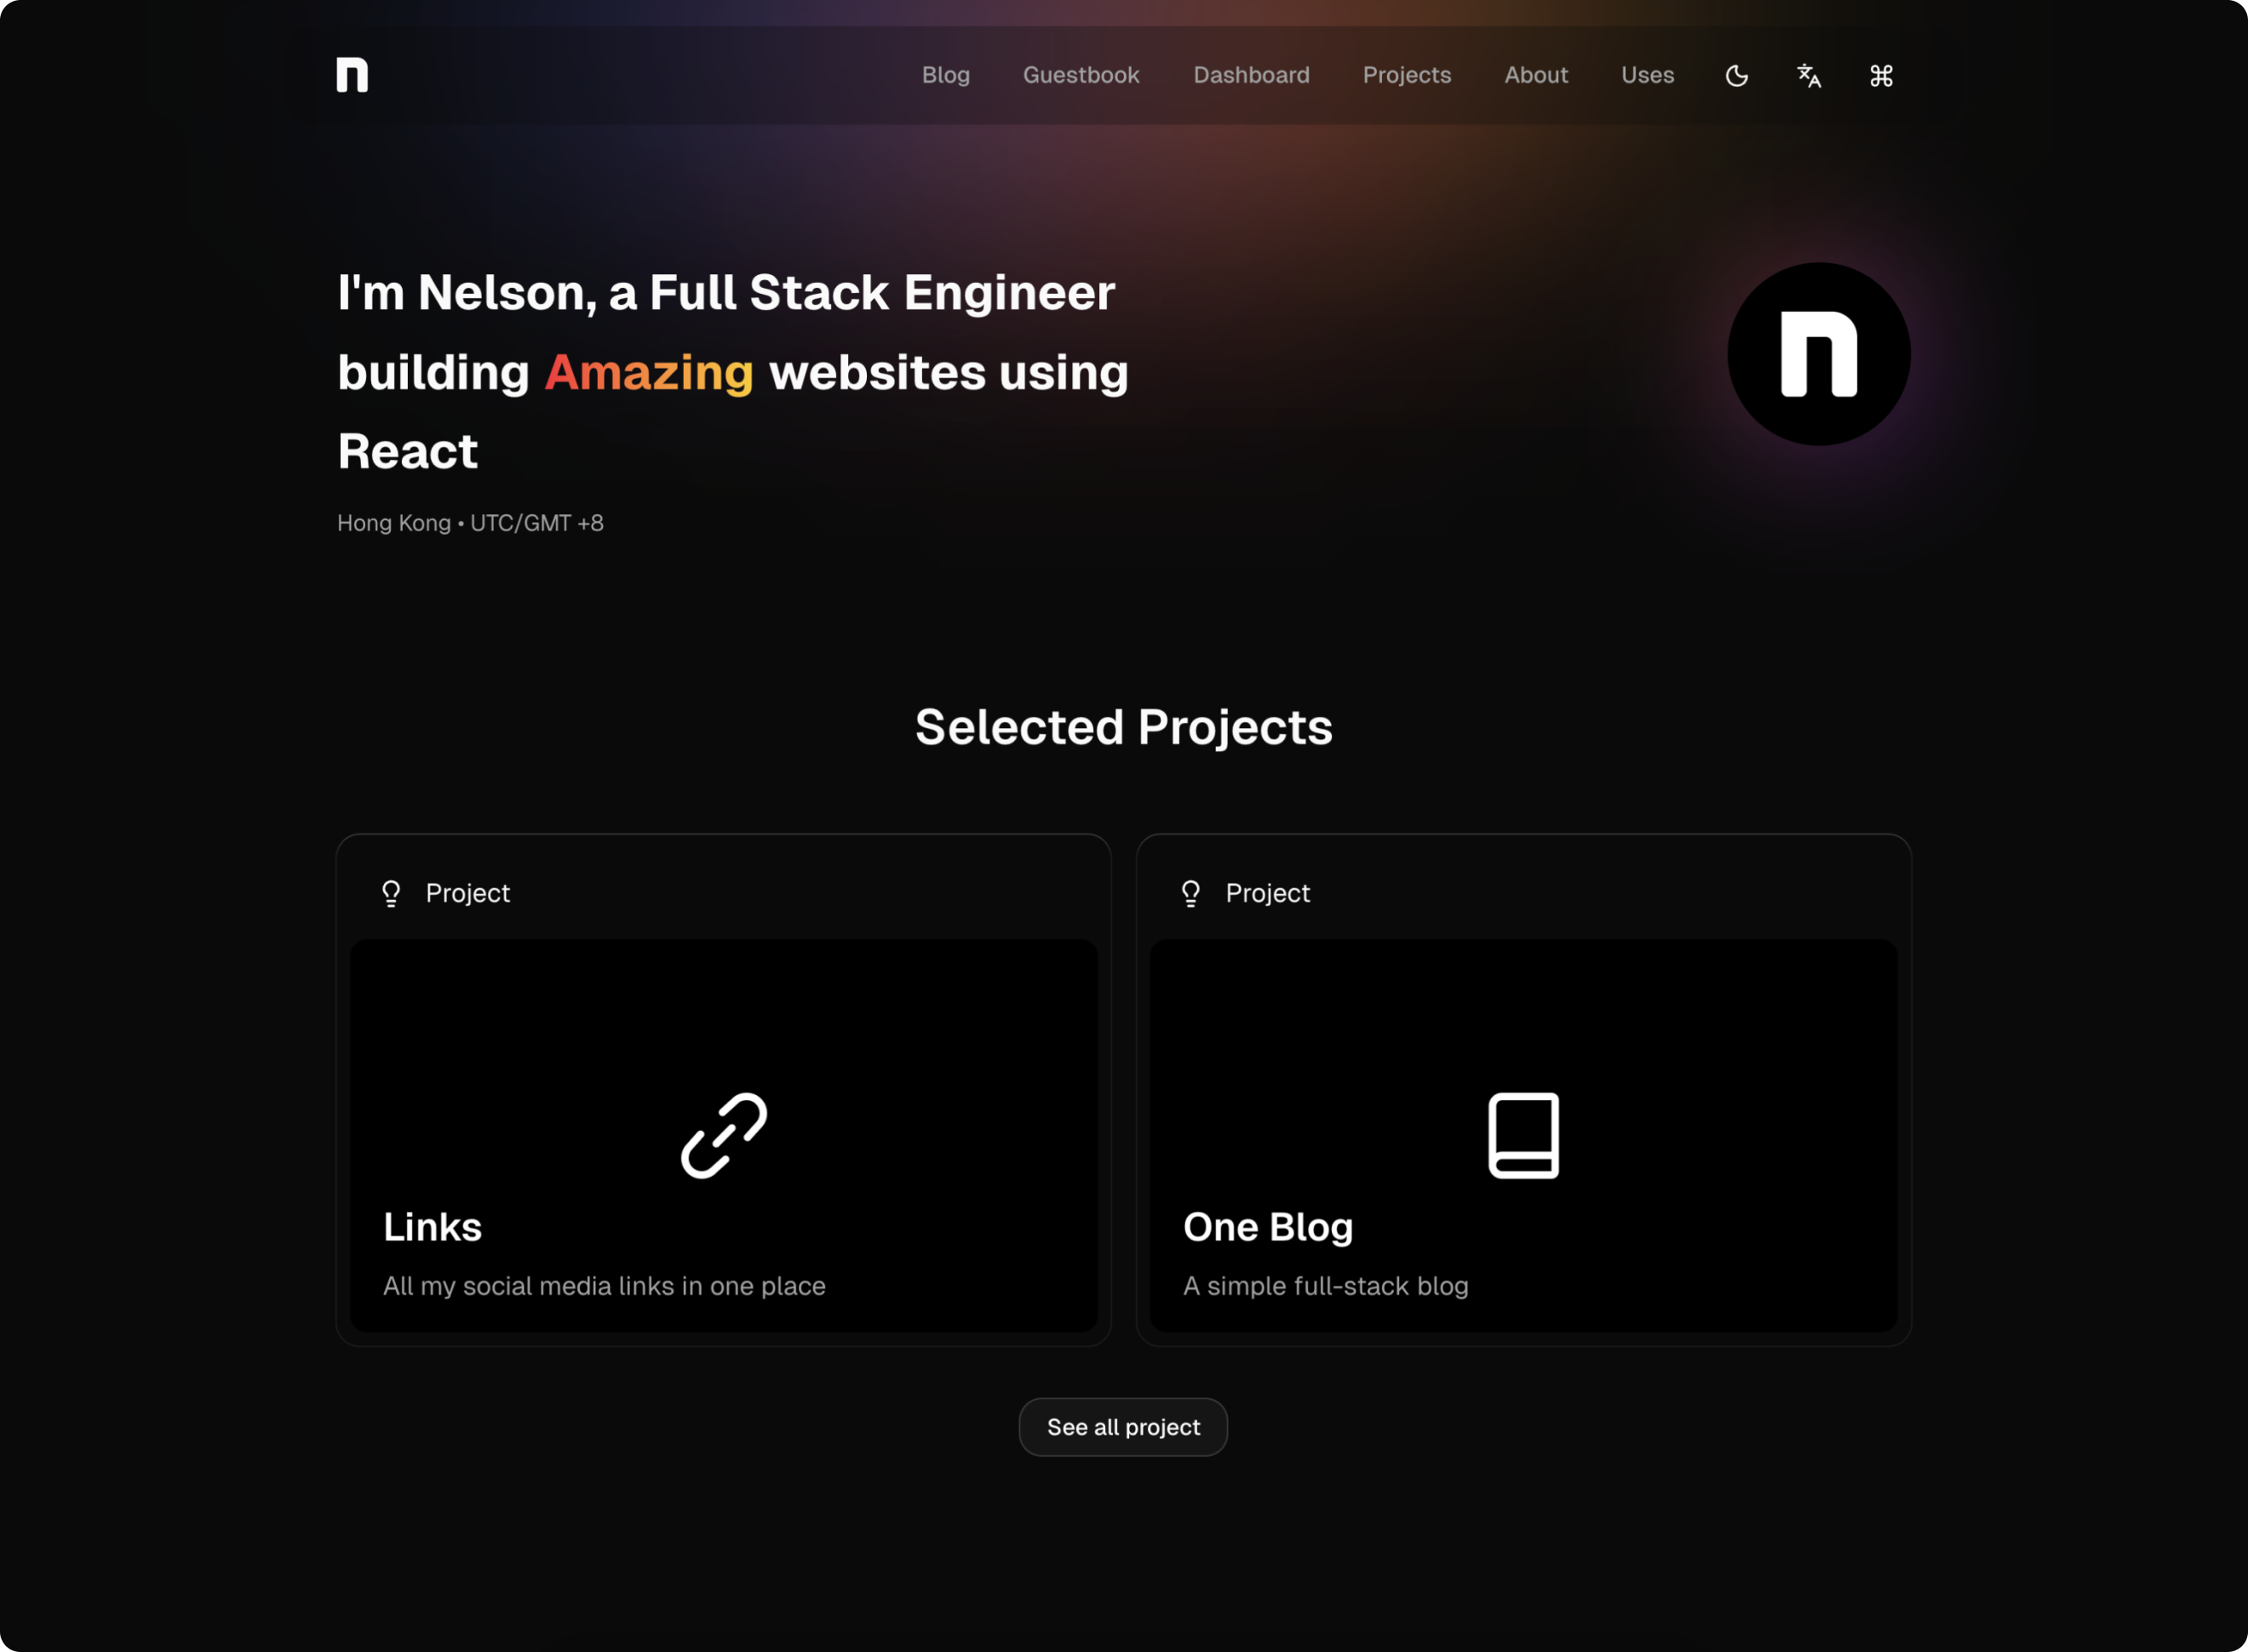 n
Blog Guestbook Dashboard Projects About Uses
I'm Nelson, a Full Stack Engineer
building Amazing websites using
React
n
Hong Kong • UTC/GMT +8
Selected Projects
Project
Links
All my social media links in one place
Project
One Blog
A simple full-stack blog
See all project